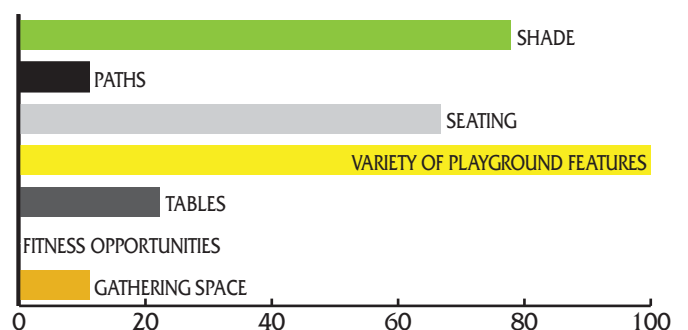 SHADE
PATHS
SEATING
VARIETY OF PLAYGROUND FEATURES
TABLES
FITNESS OPPORTUNITIES
GATHERING SPACE
0 20 40 60 80 100